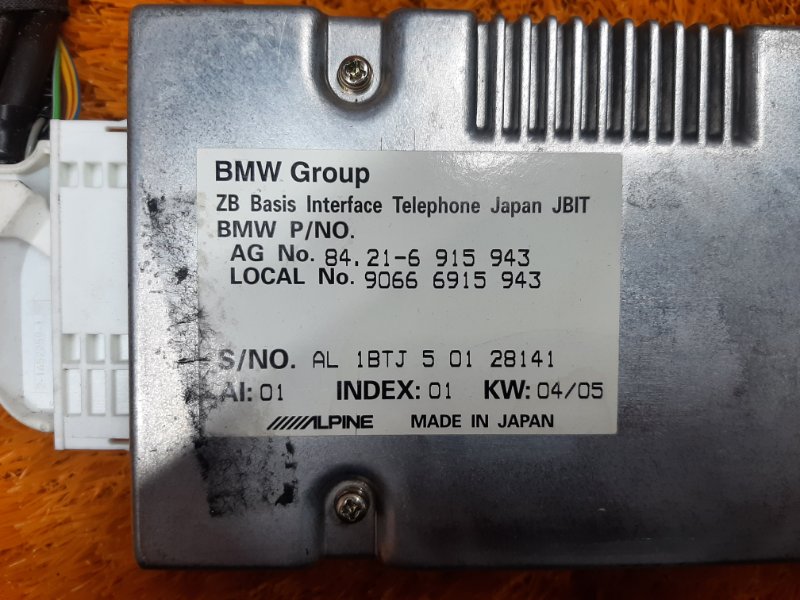 BMW Group
ZB Basis Interface Telephone Japan JBIT
BMW P/NO.
AG No. 84.21-6 915 943
LOCAL No. 9066 6915 943
S/NO. AL 1BTJ 5 01 28141
AI: 01 INDEX: 01 KW: 04/05
ALPINE MADE IN JAPAN